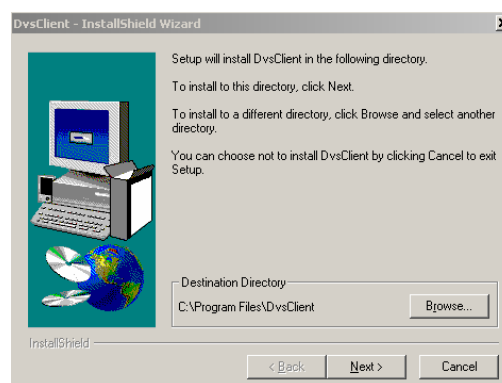 DvsClient - InstallShield Wizard
Setup will install DvsClient in the following directory.
To install to this directory, click Next.
To install to a different directory, click Browse and select another
directory.
You can choose not to install DvsClient by clicking Cancel to exit
Setup.
Destination Directory
C:\Program Files\DvsClient
Browse...
InstallShield
< Back
Next >
Cancel